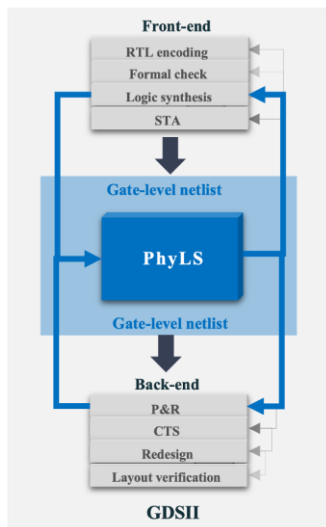 Front-end
RTL encoding
Formal check
Logic synthesis
STA
Gate-level netlist
PhyLS
Gate-level netlist
Back-end
P&R
CTS
Redesign
Layout verification
GDSII